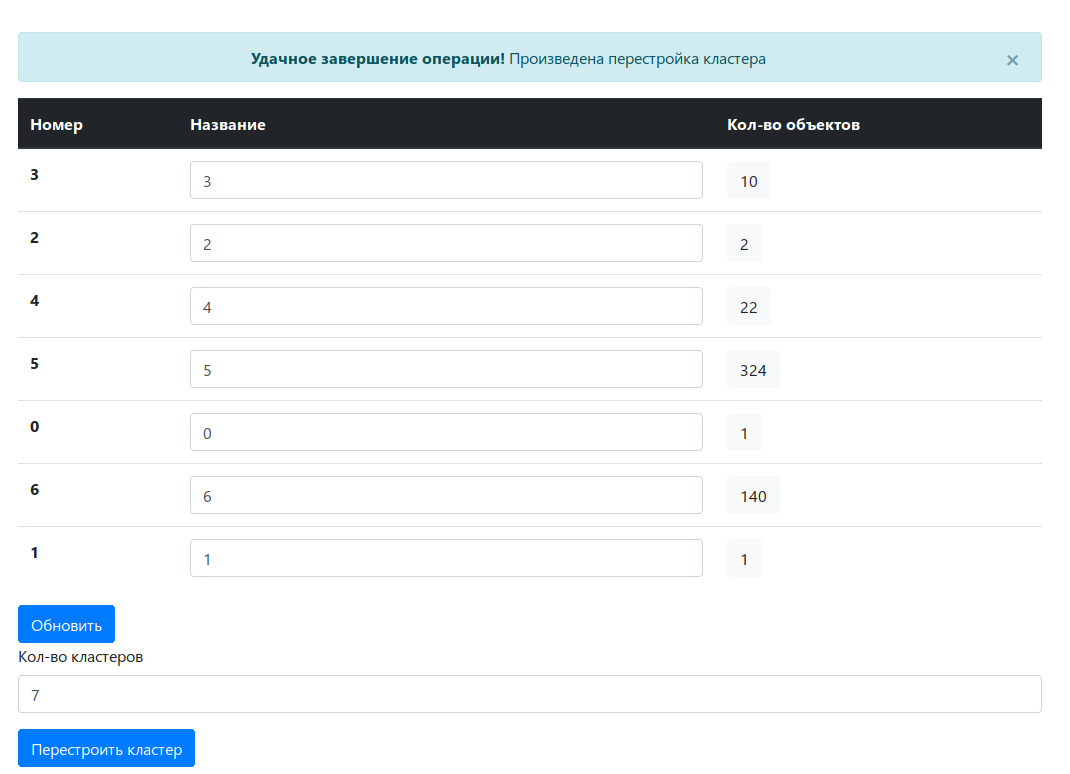 Удачное завершение операции! Произведена перестройка кластера ×
Номер Название Кол-во объектов
3 3 10
2 2 2
4 4 22
5 5 324
0 0 1
6 6 140
1 1 1
Обновить
Кол-во кластеров
7
Перестроить кластер